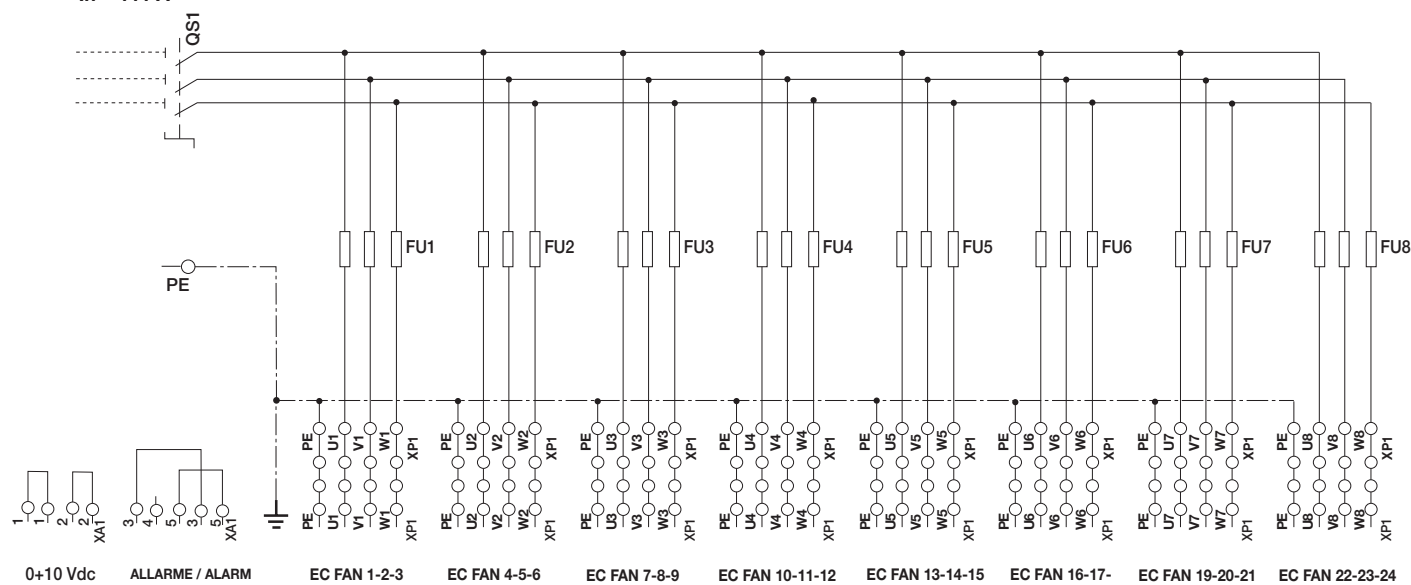 QS1
FU1 FU2 FU3 FU4 FU5 FU6 FU7 FU8
PE
PE U1 V1 W1 XP1 PE U2 V2 W2 XP1 PE U3 V3 W3 XP1 PE U4 V4 W4 XP1 PE U5 V5 W5 XP1 PE U6 V6 W6 XP1 PE U7 V7 W7 XP1 PE U8 V8 W8 XP1
1 1 2 2 XA1 3 4 5 3 5 XA1 PE U1 V1 W1 XP1 PE U2 V2 W2 XP1 PE U3 V3 W3 XP1 PE U4 V4 W4 XP1 PE U5 V5 W5 XP1 PE U6 V6 W6 XP1 PE U7 V7 W7 XP1 PE U8 V8 W8 XP1
0+10 Vdc ALLARME / ALARM EC FAN 1-2-3 EC FAN 4-5-6 EC FAN 7-8-9 EC FAN 10-11-12 EC FAN 13-14-15 EC FAN 16-17- EC FAN 19-20-21 EC FAN 22-23-24